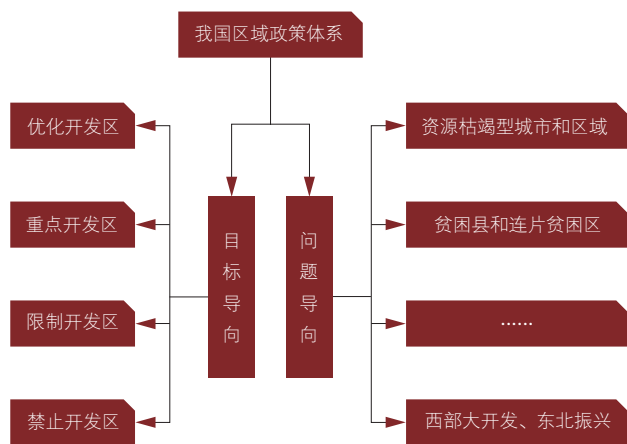 我国区域政策体系
优化开发区
重点开发区
限制开发区
禁止开发区
目标导向
问题导向
资源枯竭型城市和区域
贫困县和连片贫困区
……
西部大开发、东北振兴